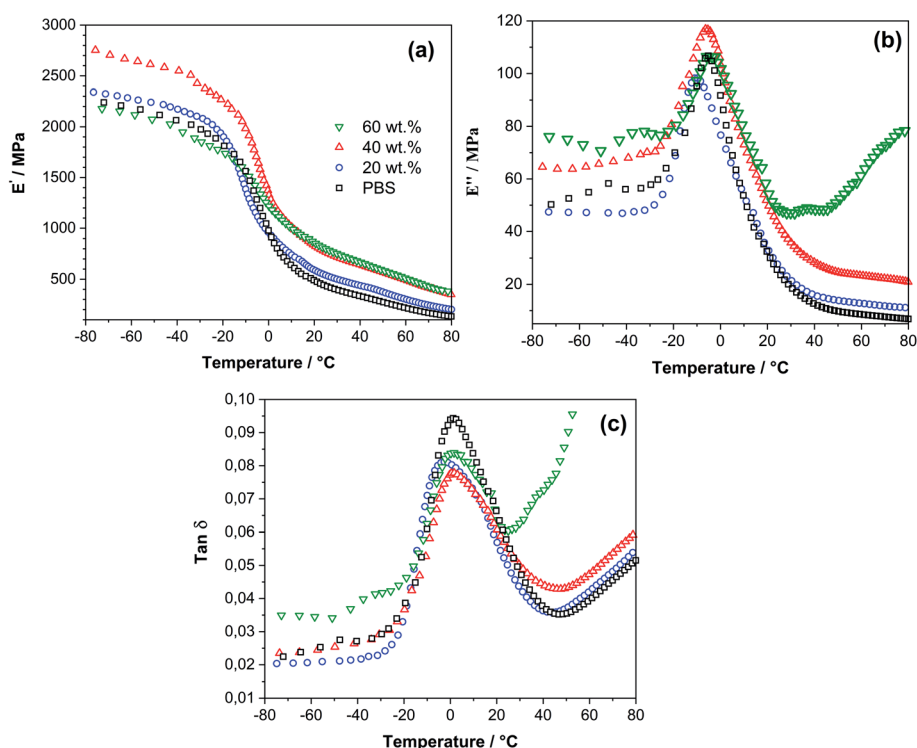 (a)
3000
2500
2000
1500
1000
500
E' / MPa
60 wt.%
40 wt.%
20 wt.%
PBS
-80 -60 -40 -20 0 20 40 60 80
Temperature / °C
(b)
120
100
80
60
40
20
E'' / MPa
-80 -60 -40 -20 0 20 40 60 80
Temperature / °C
(c)
0,10
0,09
0,08
0,07
0,06
0,05
0,04
0,03
0,02
0,01
Tan δ
-80 -60 -40 -20 0 20 40 60 80
Temperature / °C